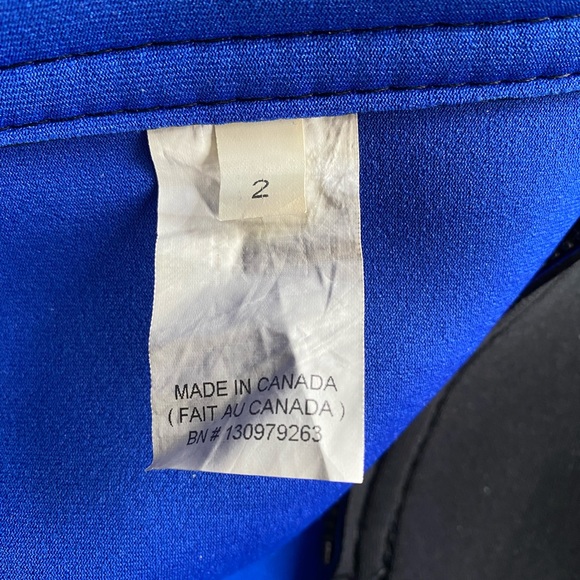 2
MADE IN CANADA
( FAIT AU CANADA )
BN # 130979263